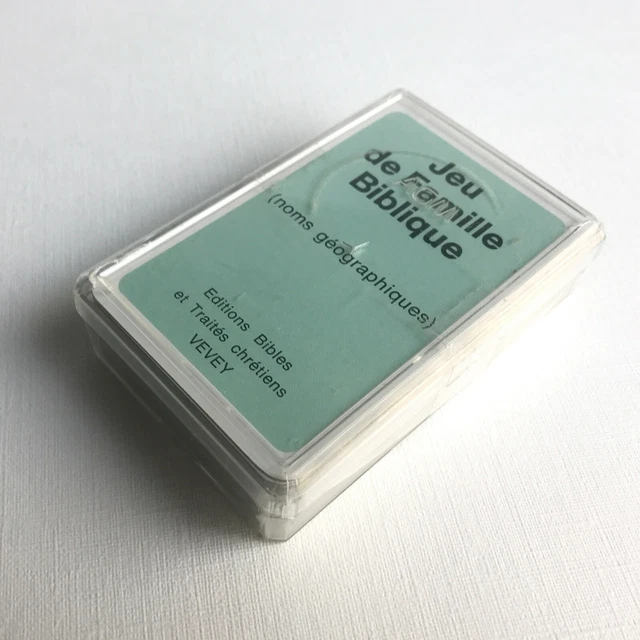 Jeu
de Famille
Biblique
(noms géographiques)
Editions Bibles
et Traités chrétiens
VEVEY